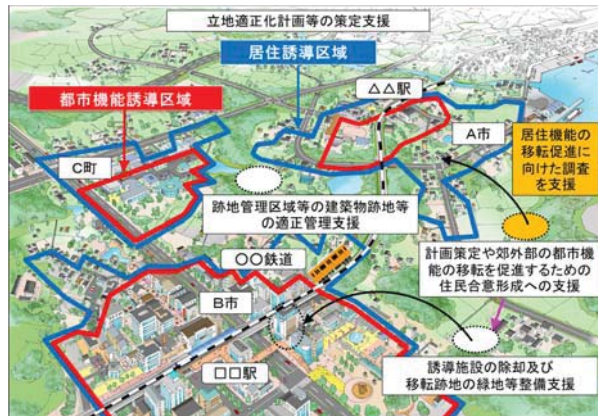 立地適正化計画等の策定支援
居住誘導区域
△△駅
都市機能誘導区域
A市
居住機能の
移転促進に
向けた調査
を支援
C町
跡地管理区域等の建築物跡地等
の適正管理支援
〇〇鉄道
計画策定や郊外部の都市機
能の移転を促進するための
住民合意形成への支援
B市
□□駅
誘導施設の除却及び
移転跡地の緑地等整備支援